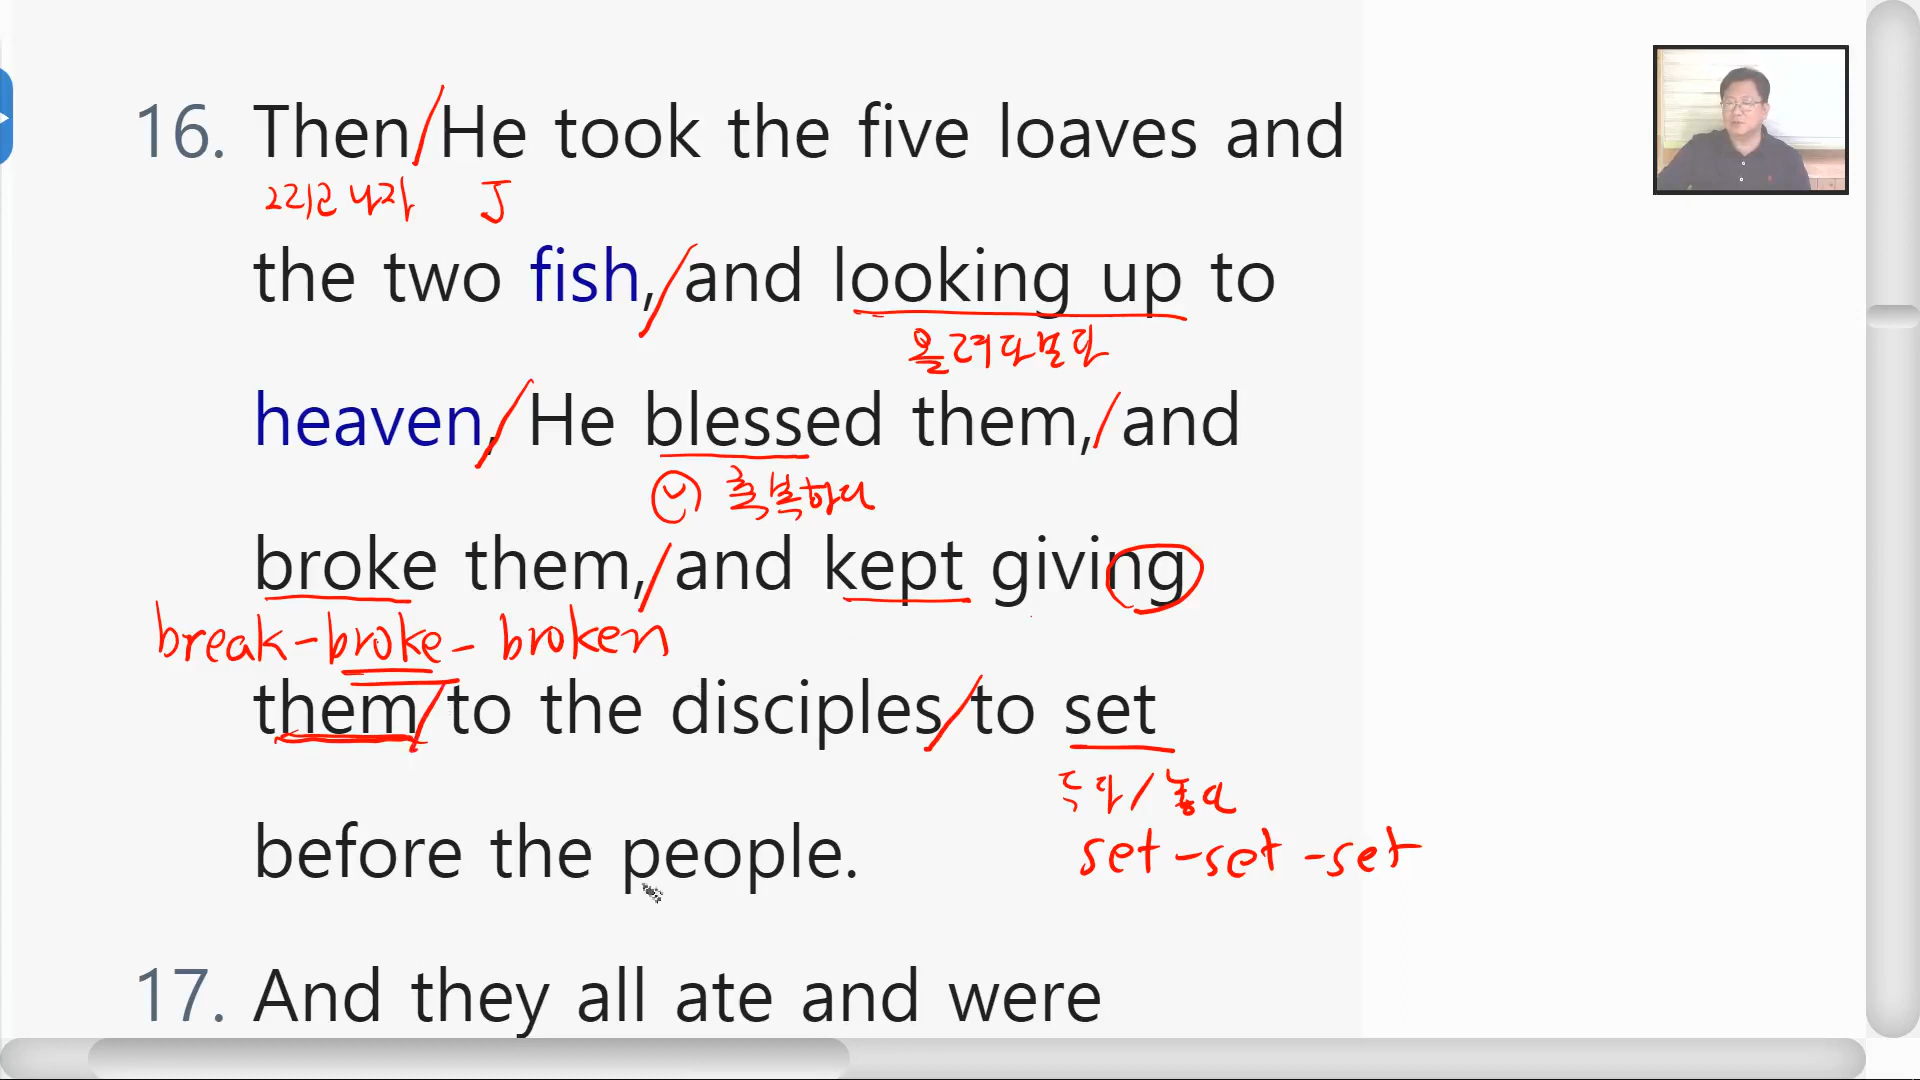 16. Then/He took the five loaves and
그리고 나자 J
the two fish,/and looking up to
올려다보다
heaven,/He blessed them,/and
축복하다
broke them,/and kept giving
break-broke-broken
them/to the disciples/to set
두다/놓다
before the people.
set-set-set
17. And they all ate and were